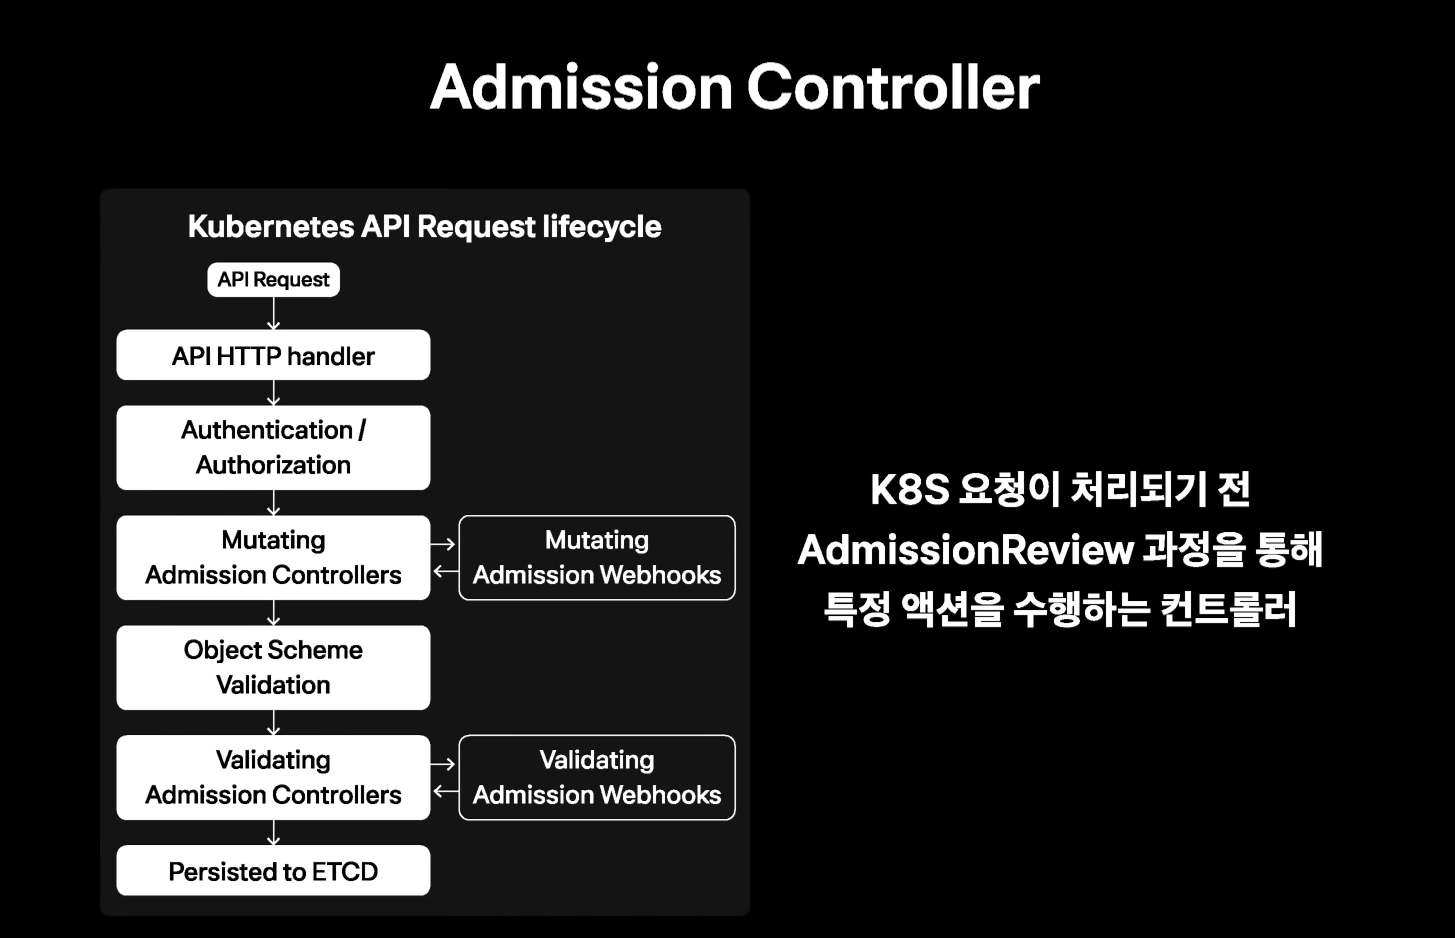 Admission Controller
Kubernetes API Request lifecycle
API Request
API HTTP handler
Authentication /
Authorization
Mutating
Admission Controllers
Mutating
Admission Webhooks
Object Scheme
Validation
Validating
Admission Controllers
Validating
Admission Webhooks
Persisted to ETCD
K8S 요청이 처리되기 전
AdmissionReview 과정을 통해
특정 액션을 수행하는 컨트롤러